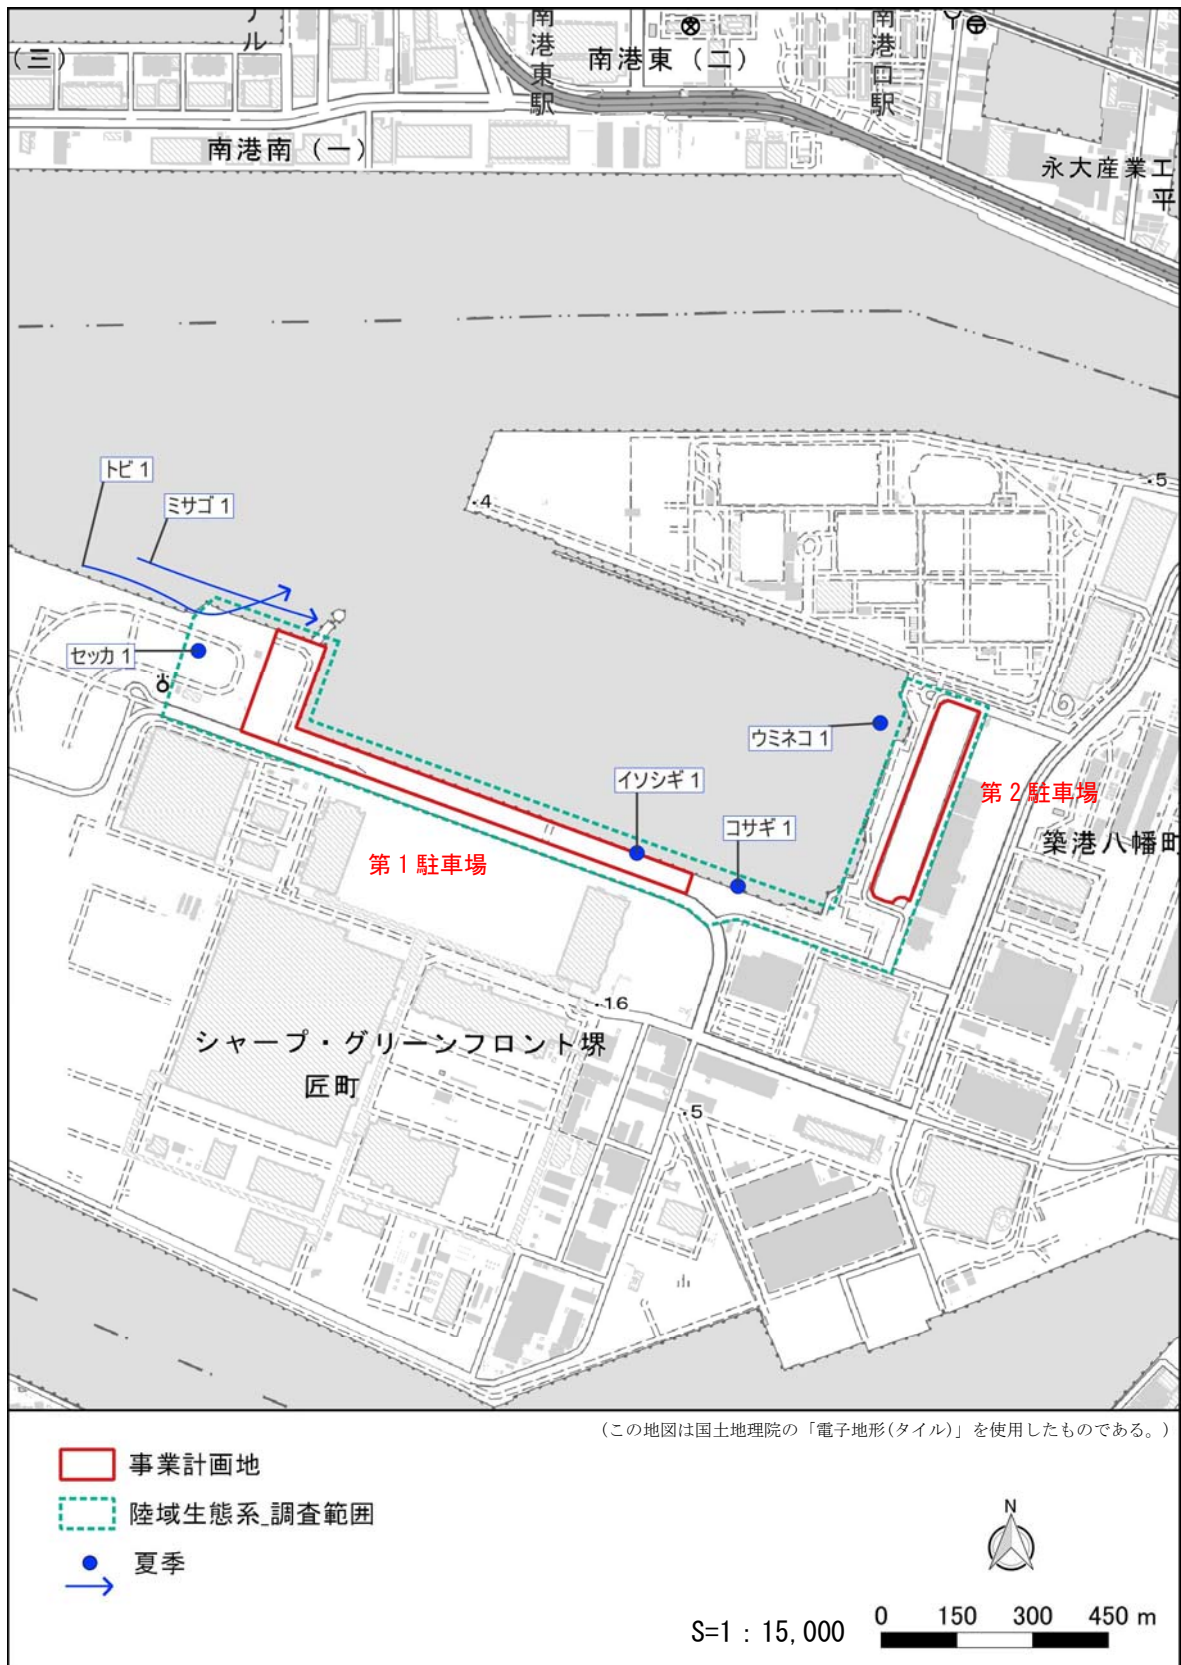 ナル
(三)
南港東駅
南港東（二）
南港口駅
南港南（一）
永大産業工
平
トビ 1
ミサゴ 1
・4
・5
セッカ 1
ウミネコ 1
イソシギ 1
第２駐車場
コサギ 1
築港八幡町
第１駐車場
・16
シャープ・グリーンフロント堺
匠町
・5
(この地図は国土地理院の「電子地形(タイル)」を使用したものである。)
事業計画地
陸域生態系_調査範囲
夏季
N
S=1：15,000
0 150 300 450 m